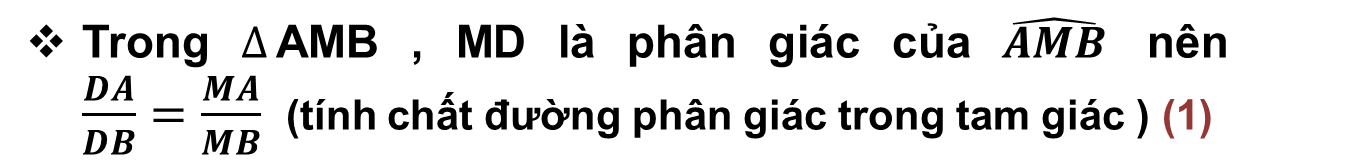 ❖ Trong Δ AMB , MD là phân giác của $\widehat{AMB}$ nên
$\frac{DA}{DB} = \frac{MA}{MB}$ (tính chất đường phân giác trong tam giác ) (1)